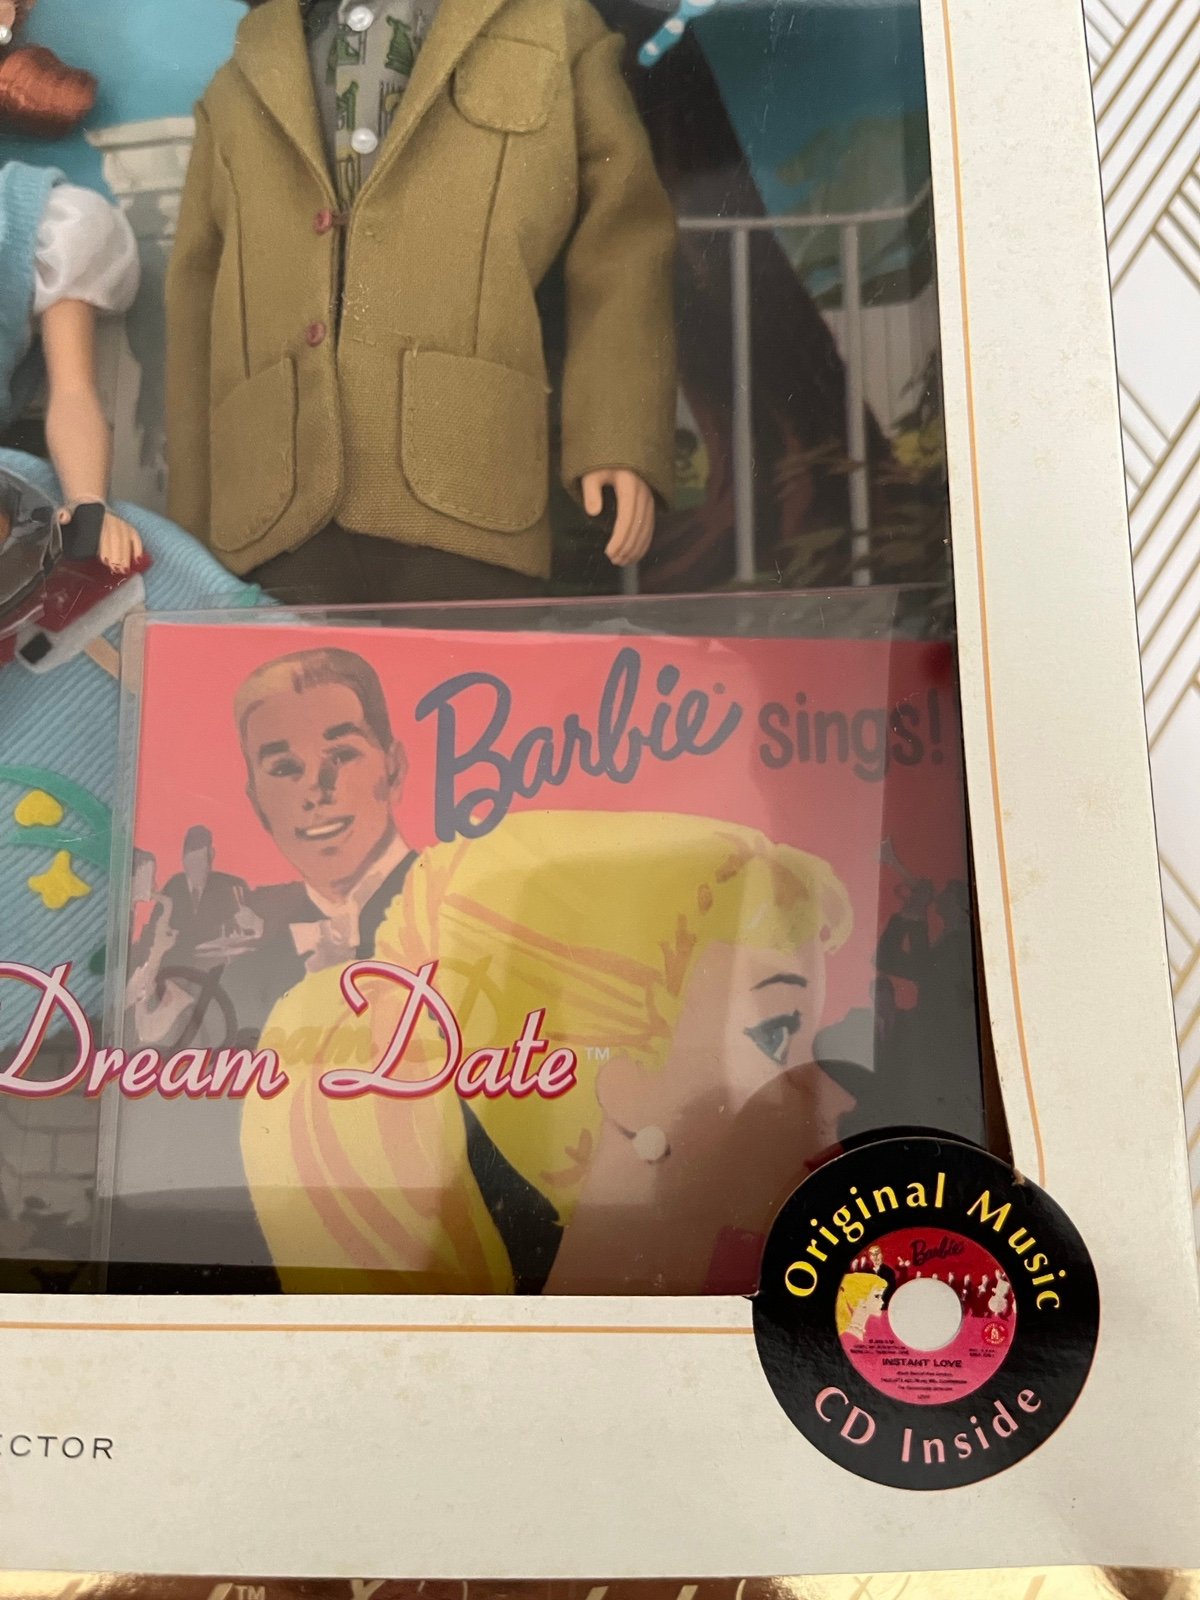 Barbie sings!
Dream Date™
Original Music
Barbie
INSTANT LOVE
CD Inside
ECTOR